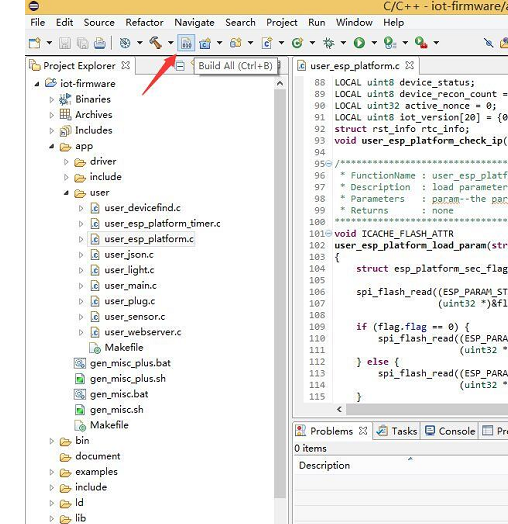 C/C++ - iot-firmware/a
File Edit Source Refactor Navigate Search Project Run Window Help
Build All (Ctrl+B)
Project Explorer
iot-firmware
Binaries
Archives
Includes
app
driver
include
user
user_devicefind.c
user_esp_platform_timer.c
user_esp_platform.c
user_json.c
user_light.c
user_main.c
user_plug.c
user_sensor.c
user_webserver.c
Makefile
gen_misc_plus.bat
gen_misc_plus.sh
gen_misc.bat
gen_misc.sh
Makefile
bin
document
examples
include
ld
lib
user_esp_platform.c
88 LOCAL uint8 device_status;
89 LOCAL uint8 device_recon_count =
90 LOCAL uint32 active_nonce = 0;
91 LOCAL uint8 iot_version[20] = {0
92 struct rst_info rtc_info;
93 void user_esp_platform_check_ip(
94
95 /********************************
96 * FunctionName : user_esp_platf
97 * Description : load parameter
98 * Parameters : param--the par
99 * Returns : none
100 ********************************
101 void ICACHE_FLASH_ATTR
102 user_esp_platform_load_param(str
103 {
104 struct esp_platform_sec_flag
105
106 spi_flash_read((ESP_PARAM_ST
107 (uint32 *)&fl
108
109 if (flag.flag == 0) {
110 spi_flash_read((ESP_PARA
111 (uint32 *
112 } else {
113 spi_flash_read((ESP_PARA
114 (uint32 *
115 }
Problems Tasks Console Pr
0 items
Description